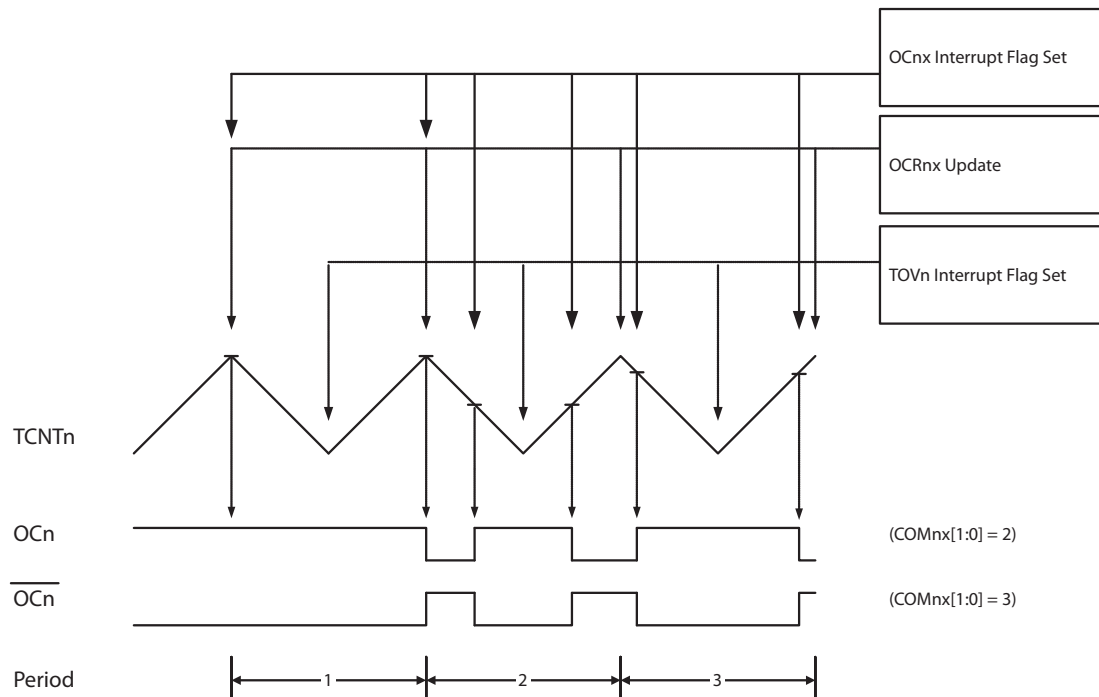 OCnx Interrupt Flag Set
OCRnx Update
TOVn Interrupt Flag Set
TCNTn
OCn
(COMnx[1:0] = 2)
OCn
(COMnx[1:0] = 3)
Period
1
2
3